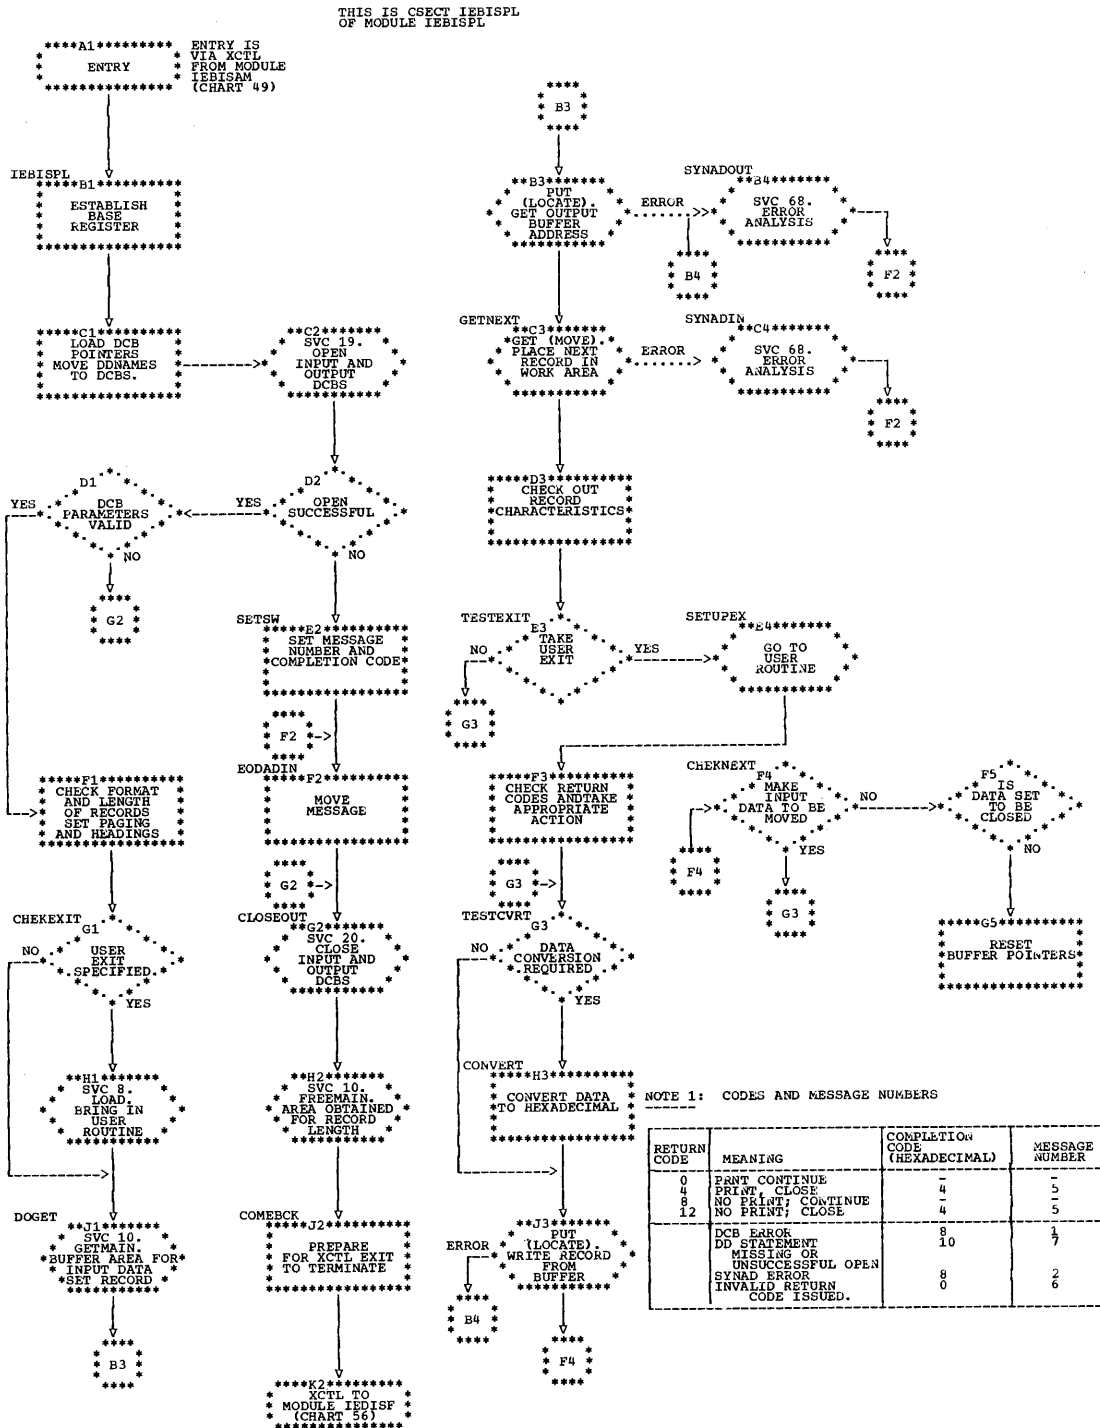 THIS IS CSECT IEBISPL
OF MODULE IEBISPL
A1
ENTRY
ENTRY IS
VIA XCTL
FROM MODULE
IEBISAM
(CHART 49)
IEBISPL
B1
ESTABLISH
BASE
REGISTER
C1
LOAD DCB
POINTERS
MOVE DDNAMES
TO DCBS.
C2
SVC 19.
OPEN
INPUT AND
OUTPUT
DCBS
D1
DCB
PARAMETERS
VALID
YES
NO
G2
D2
OPEN
SUCCESSFUL
YES
NO
SETSW
E2
SET MESSAGE
NUMBER AND
COMPLETION CODE
F2
EODADIN
F2
MOVE
MESSAGE
F1
CHECK FORMAT
AND LENGTH
OF RECORDS
SET PAGING
AND HEADINGS
G2
CLOSEOUT
G2
SVC 20.
CLOSE
INPUT AND
OUTPUT
DCBS
CHEKEXIT
G1
USER
EXIT
SPECIFIED.
NO
YES
H1
SVC 8.
LOAD.
BRING IN
USER
ROUTINE
H2
SVC 10.
FREEMAIN.
AREA OBTAINED
FOR RECORD
LENGTH
DOGET
J1
SVC 10.
GETMAIN.
BUFFER AREA FOR
INPUT DATA
SET RECORD
B3
COMEBCK
J2
PREPARE
FOR XCTL EXIT
TO TERMINATE
K2
XCTL TO
MODULE IEDISF
(CHART 56)
B3
B3
PUT
(LOCATE).
GET OUTPUT
BUFFER
ADDRESS
ERROR
SYNADOUT
B4
SVC 68.
ERROR
ANALYSIS
B4
F2
GETNEXT
C3
GET (MOVE).
PLACE NEXT
RECORD IN
WORK AREA
ERROR
SYNADIN
C4
SVC 68.
ERROR
ANALYSIS
F2
D3
CHECK OUT
RECORD
CHARACTERISTICS
TESTEXIT
E3
TAKE
USER
EXIT
NO
YES
G3
SETUPEX
E4
GO TO
USER
ROUTINE
F3
CHECK RETURN
CODES ANDTAKE
APPROPRIATE
ACTION
CHEKNEXT
F4
MAKE
INPUT
DATA TO BE
MOVED
NO
YES
F4
G3
F5
IS
DATA SET
TO BE
CLOSED
NO
G5
RESET
BUFFER POINTERS
G3
TESTCVRT
G3
DATA
CONVERSION
REQUIRED
NO
YES
CONVERT
H3
CONVERT DATA
TO HEXADECIMAL
J3
PUT
(LOCATE).
WRITE RECORD
FROM
BUFFER
ERROR
B4
F4
NOTE 1: CODES AND MESSAGE NUMBERS
RETURN CODE MEANING COMPLETION CODE (HEXADECIMAL) MESSAGE NUMBER
0 PRNT CONTINUE - -
4 PRINT, CLOSE 4 5
8 NO PRINT; CONTINUE - -
12 NO PRINT; CLOSE 4 5
DCB ERROR 8 1
DD STATEMENT 10 7
MISSING OR
UNSUCCESSFUL OPEN
SYNAD ERROR 8 2
INVALID RETURN 0 6
CODE ISSUED.